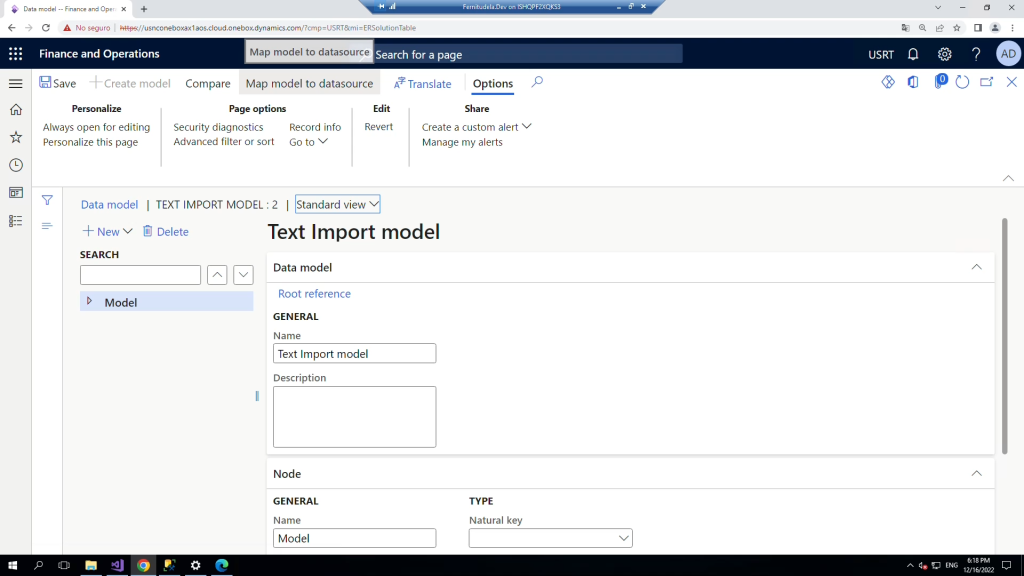 Data model -- Finance and Oper
Fernitudela.Dev on ISHQPF2XQKS3
No seguro
https://usnconeboxax1aos.cloud.onebox.dynamics.com/?cmp=USRT&mi=ERSolutionTable
Finance and Operations
Map model to datasource
Search for a page
USRT
AD
Save
Create model
Compare
Map model to datasource
Translate
Options
0
Personalize
Always open for editing
Personalize this page
Page options
Security diagnostics
Advanced filter or sort
Record info
Go to
Edit
Revert
Share
Create a custom alert
Manage my alerts
Data model | TEXT IMPORT MODEL : 2 | Standard view
New
Delete
SEARCH
Model
Text Import model
Data model
Root reference
GENERAL
Name
Text Import model
Description
Node
GENERAL
Name
Model
TYPE
Natural key
ENG
6:18 PM
12/16/2022